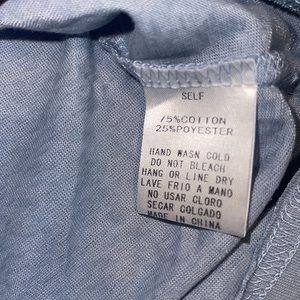 SELF
75%COTTON
25%POYESTER
HAND WASN COLD
DO NOT BLEACH
HANG OR LINE DRY
LAVE FRIO A MANO
NO USAR CLORO
SECAR COLGADO
MADE IN CHINA